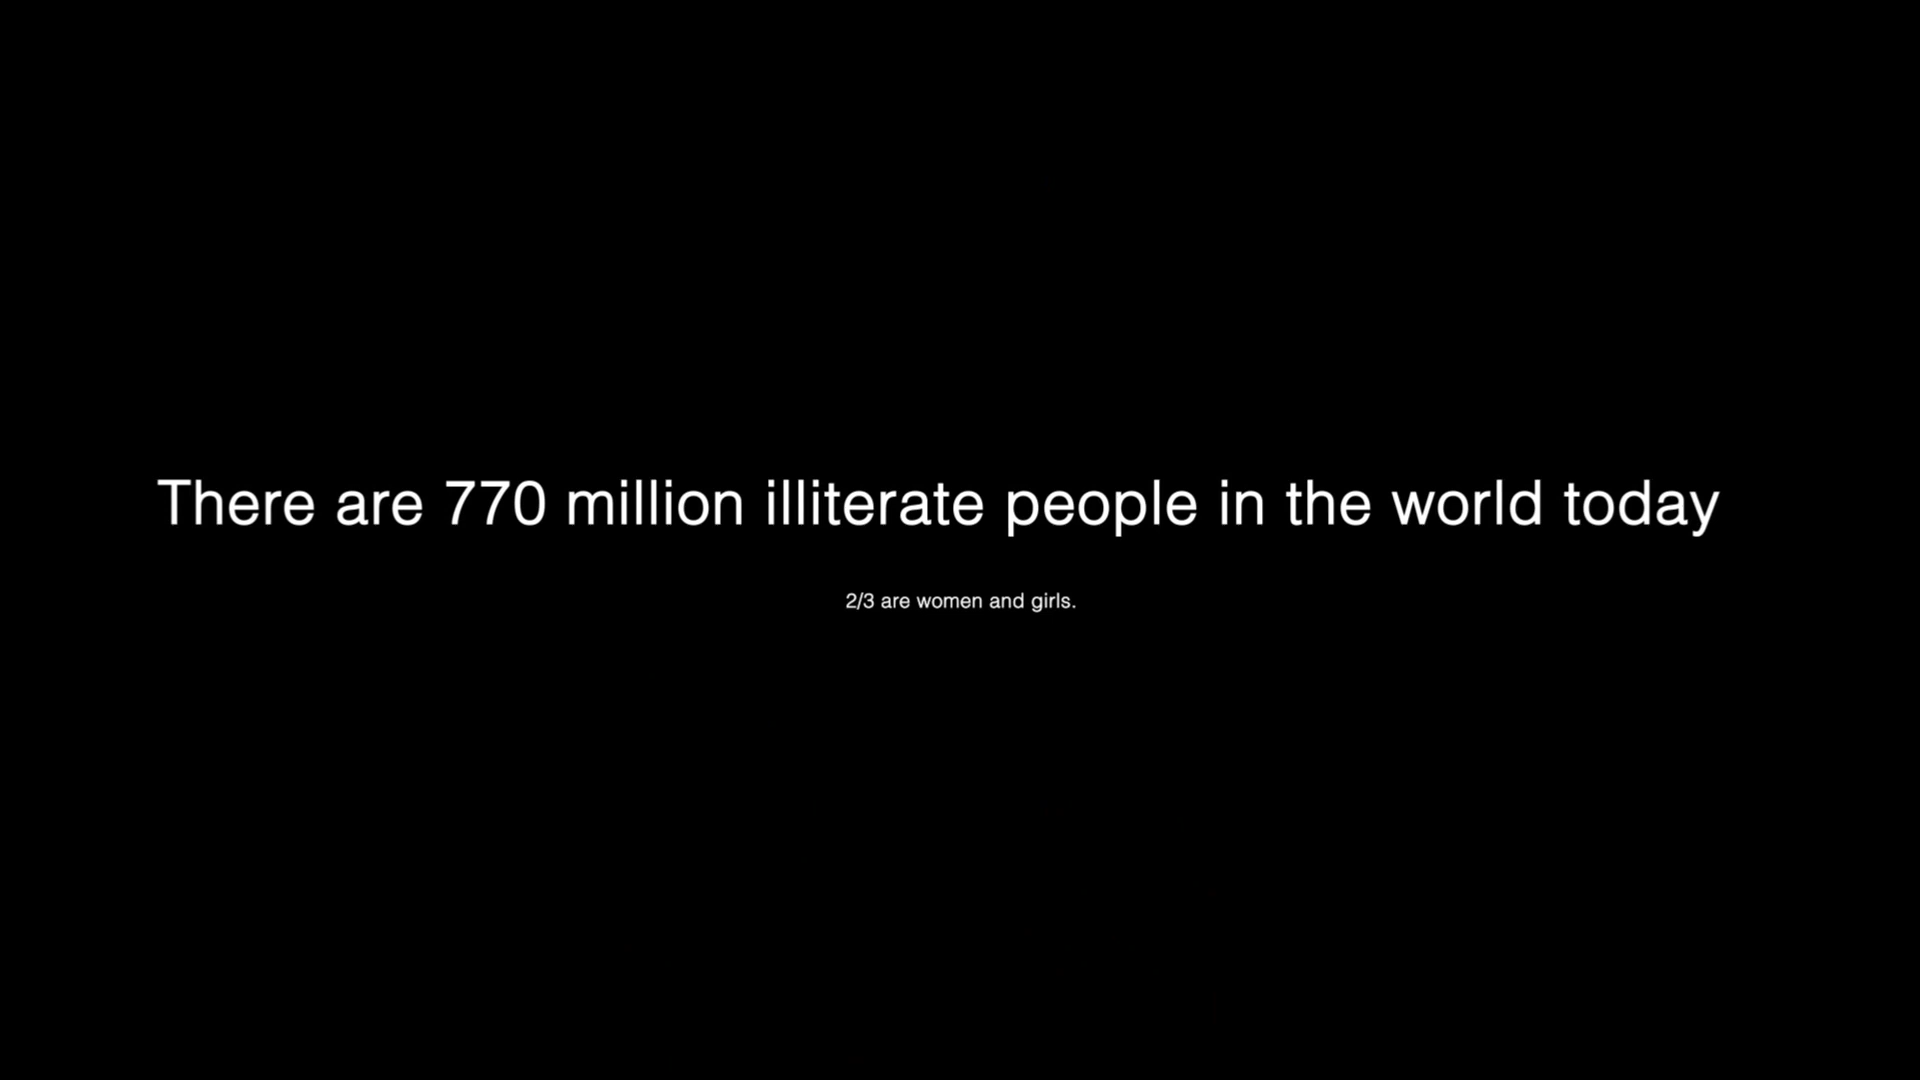 There are 770 million illiterate people in the world today
2/3 are women and girls.